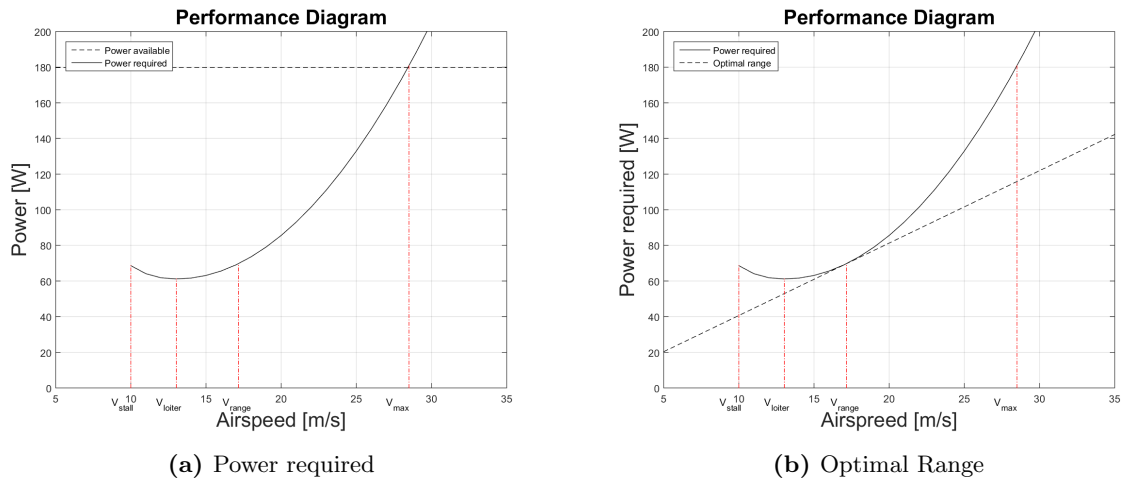 Performance Diagram
Power available
Power required
Power [W]
200
180
160
140
120
100
80
60
40
20
0
5 10 15 20 25 30 35
V_stall V_loiter V_range V_max
Airspeed [m/s]
(a) Power required
Performance Diagram
Power required
Optimal range
Power required [W]
200
180
160
140
120
100
80
60
40
20
0
5 10 15 20 25 30 35
V_stall V_loiter V_range V_max
Airspreed [m/s]
(b) Optimal Range